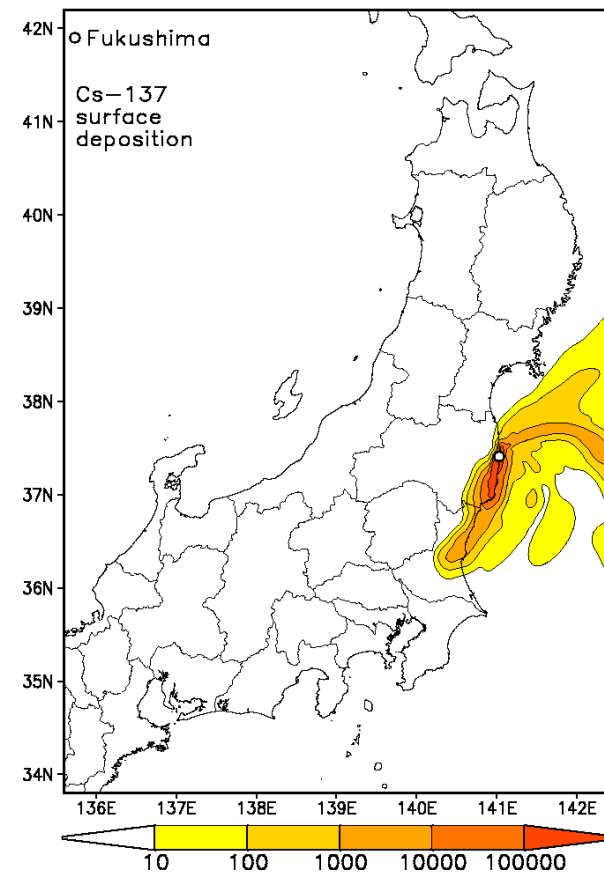 42N
Fukushima
Cs-137
surface
deposition
41N
40N
39N
38N
37N
36N
35N
34N
136E 137E 138E 139E 140E 141E 142E
10 100 1000 10000 100000